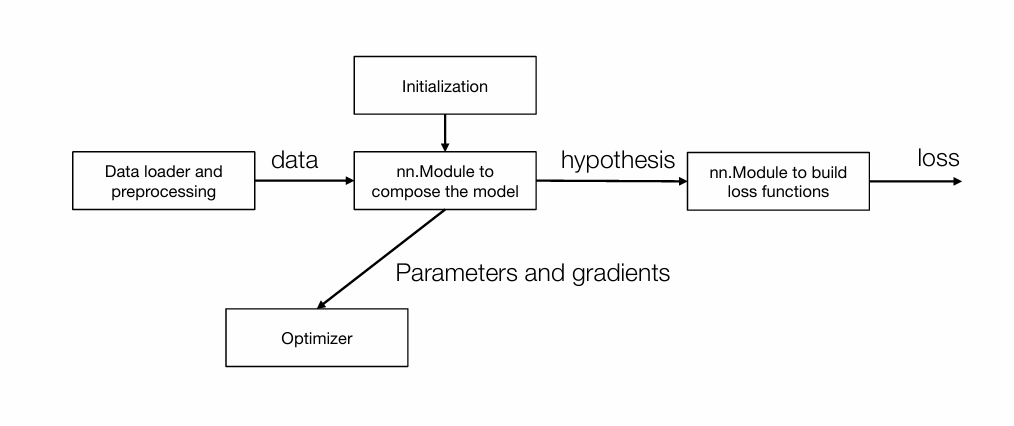 Initialization
Data loader and
preprocessing
data
nn.Module to
compose the model
hypothesis
nn.Module to build
loss functions
loss
Parameters and gradients
Optimizer